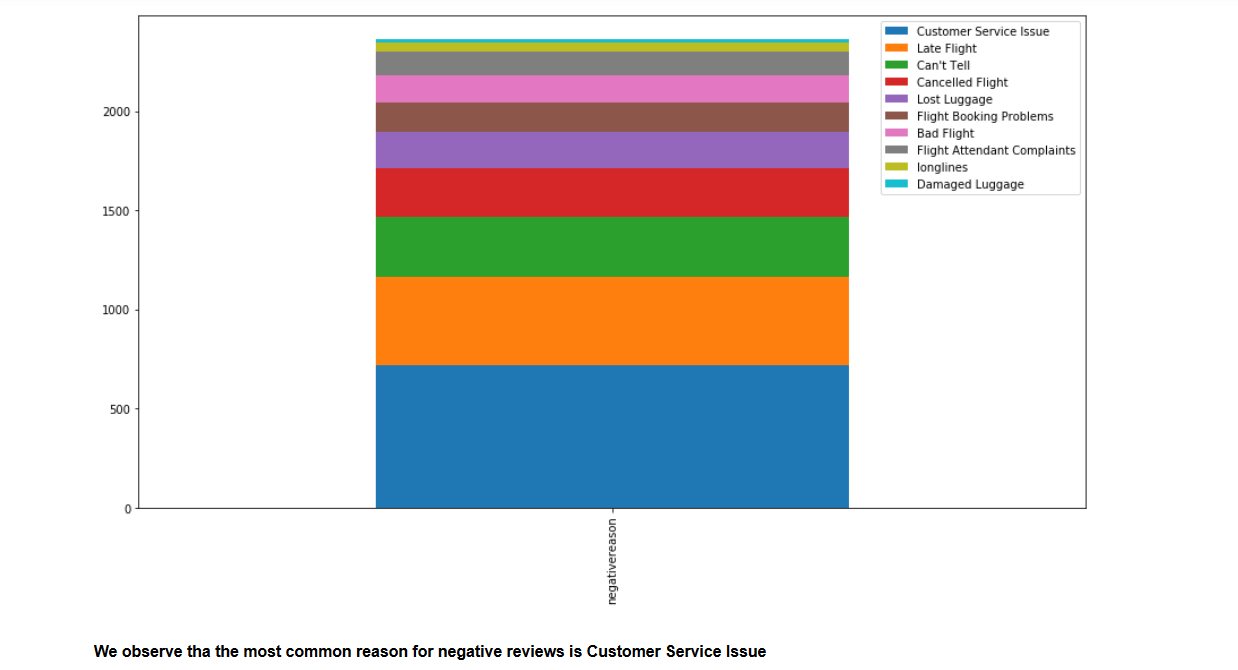 Customer Service Issue
Late Flight
Can't Tell
Cancelled Flight
Lost Luggage
Flight Booking Problems
Bad Flight
Flight Attendant Complaints
longlines
Damaged Luggage
2000
1500
1000
500
0
negativereason
We observe tha the most common reason for negative reviews is Customer Service Issue